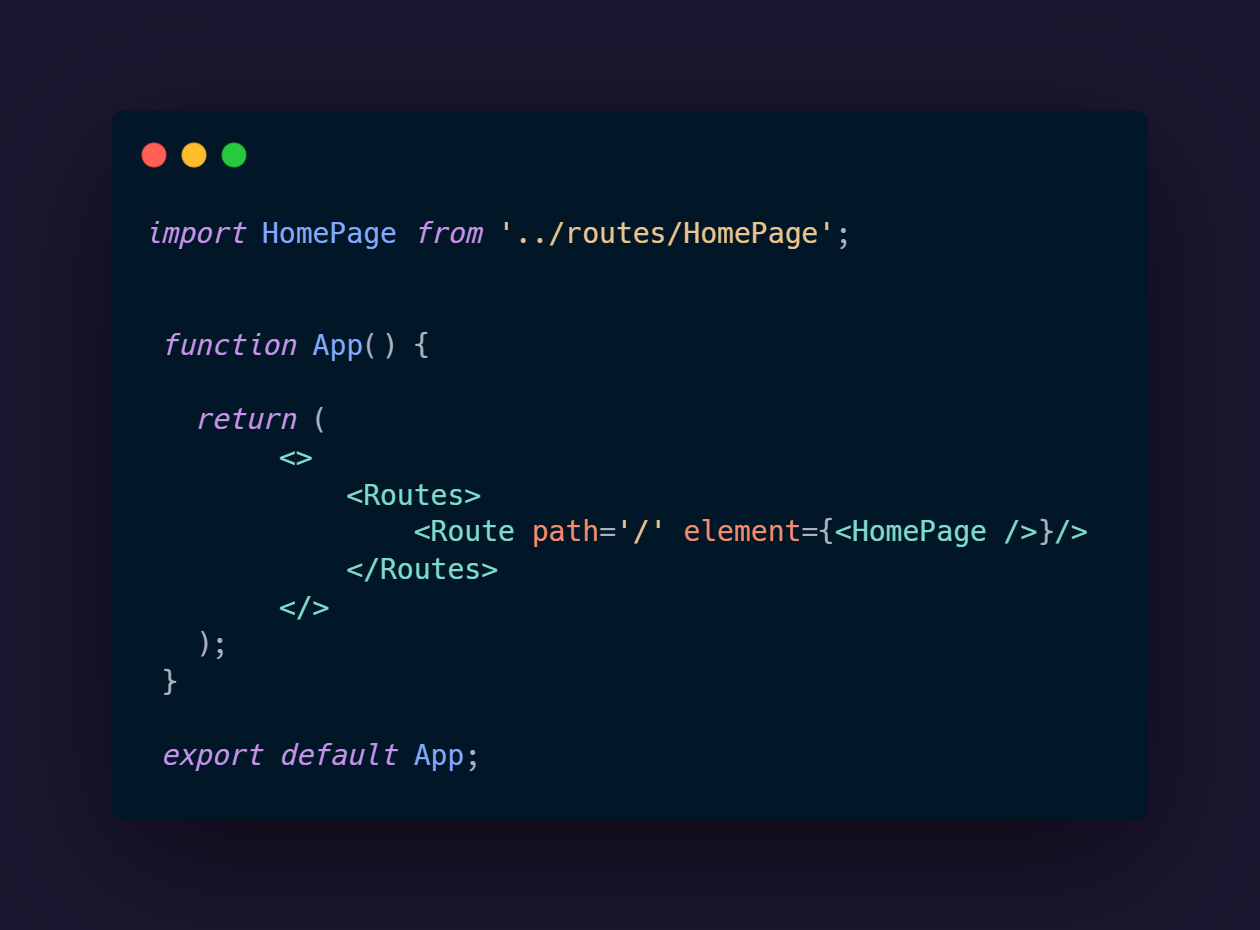 import HomePage from '../routes/HomePage';
function App() {
return (
<>
<Routes>
<Route path='/' element={<HomePage />}/>
</Routes>
</>
);
}
export default App;